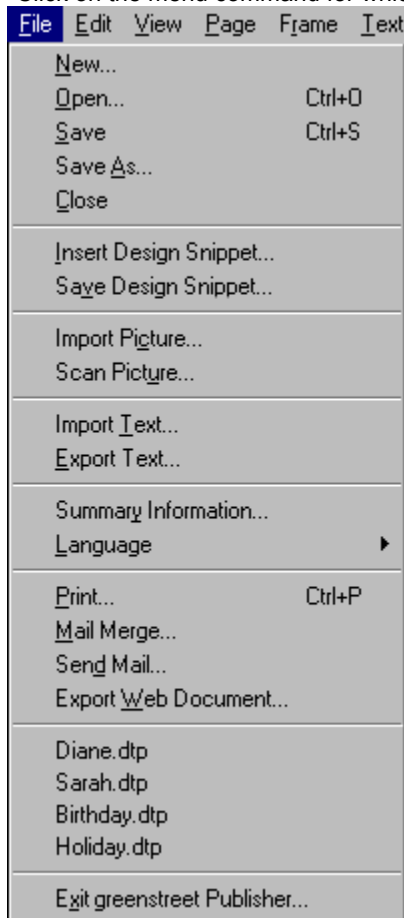 Click on the menu command for
File Edit View Page Frame Text
New...
Open... Ctrl+O
Save Ctrl+S
Save As...
Close
Insert Design Snippet...
Save Design Snippet...
Import Picture...
Scan Picture...
Import Text...
Export Text...
Summary Information...
Language
Print... Ctrl+P
Mail Merge...
Send Mail...
Export Web Document...
Diane.dtp
Sarah.dtp
Birthday.dtp
Holiday.dtp
Exit greenstreet Publisher...